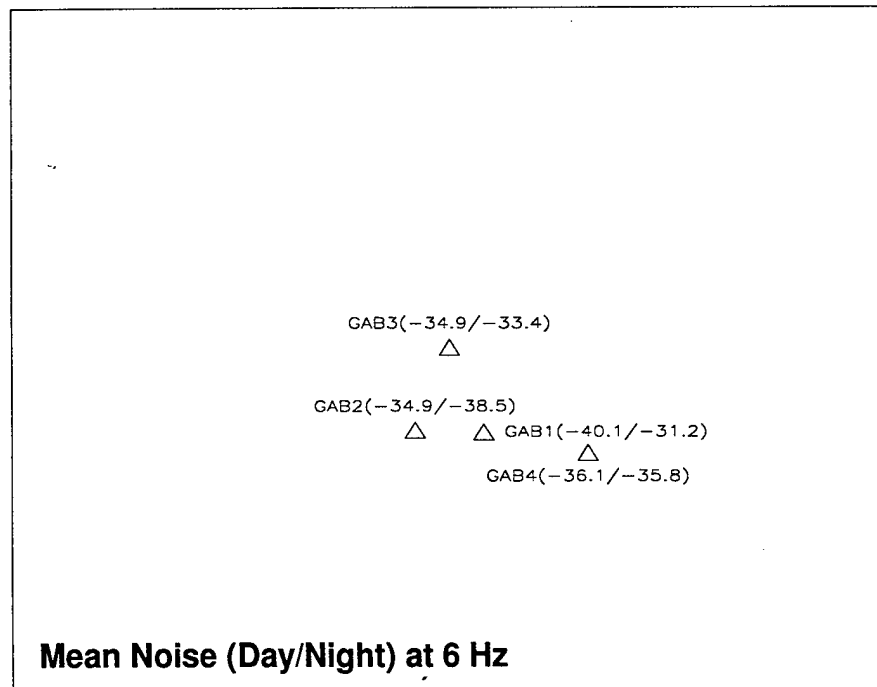 GAB3(−34.9/−33.4)
GAB2(−34.9/−38.5)
GAB1(−40.1/−31.2)
GAB4(−36.1/−35.8)
Mean Noise (Day/Night) at 6 Hz